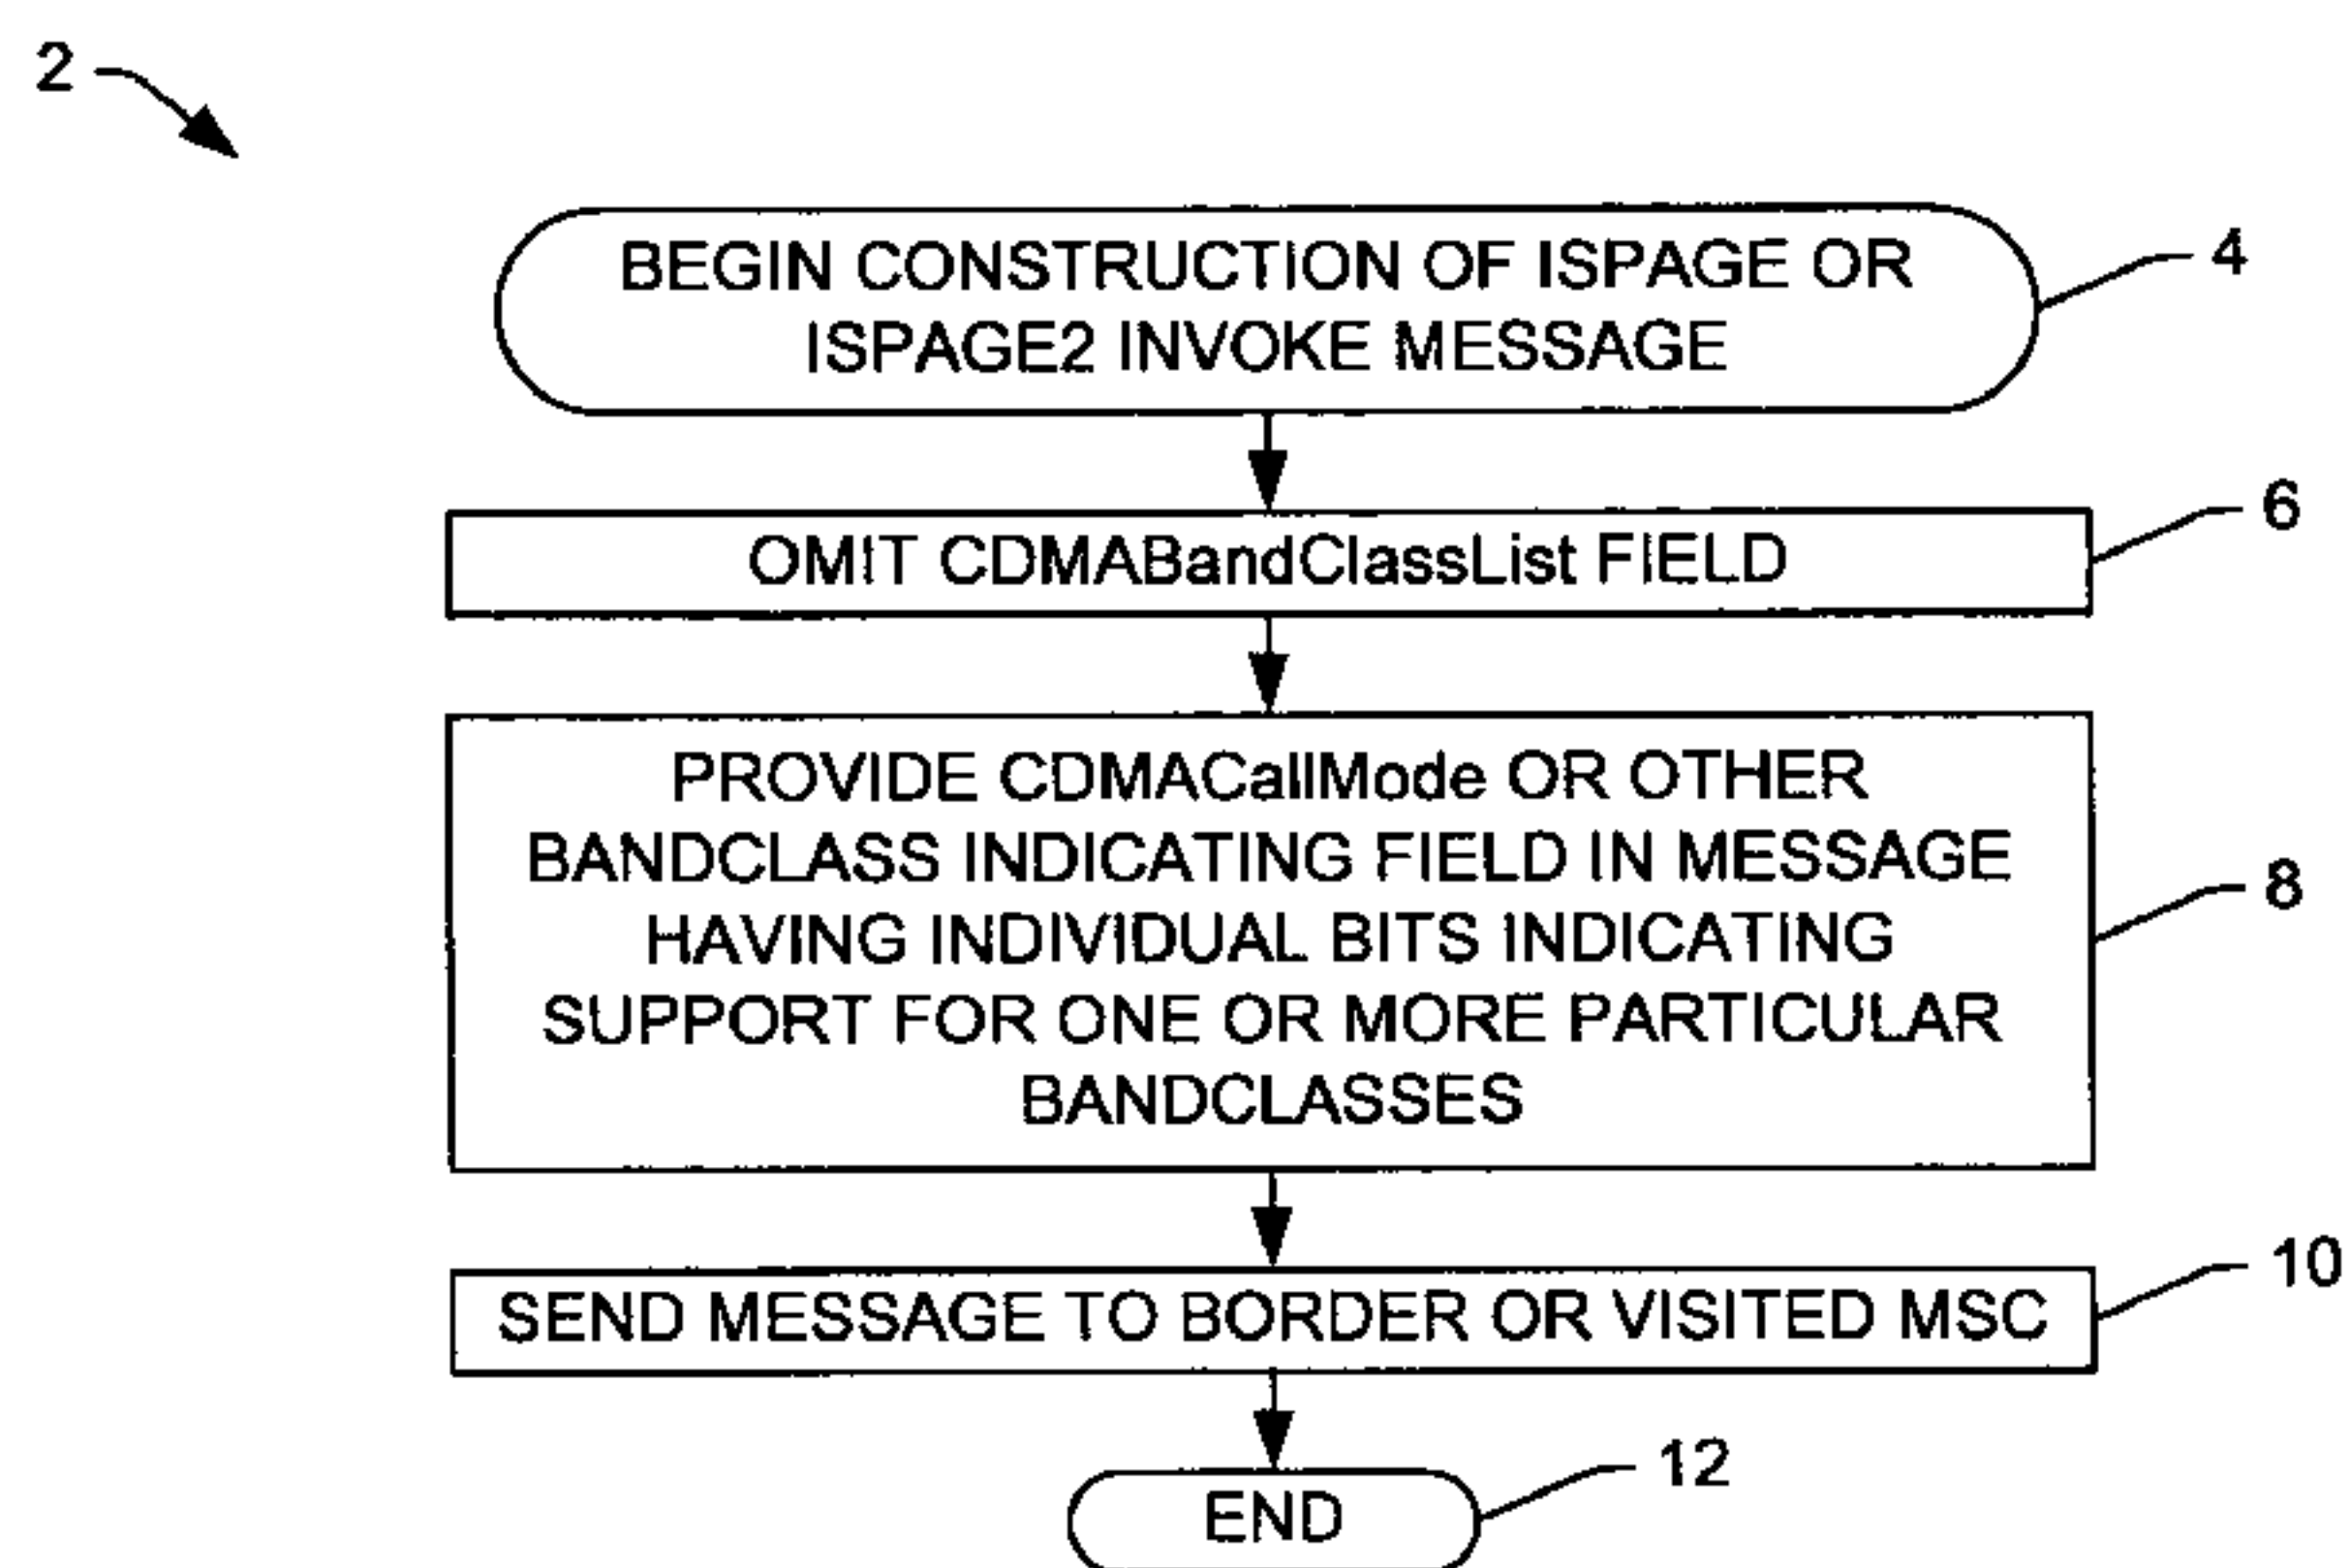 2
BEGIN CONSTRUCTION OF ISPAGE OR
ISPAGE2 INVOKE MESSAGE
4
OMIT CDMABandClassList FIELD
6
PROVIDE CDMACallMode OR OTHER
BANDCLASS INDICATING FIELD IN MESSAGE
HAVING INDIVIDUAL BITS INDICATING
SUPPORT FOR ONE OR MORE PARTICULAR
BANDCLASSES
8
SEND MESSAGE TO BORDER OR VISITED MSC
10
END
12